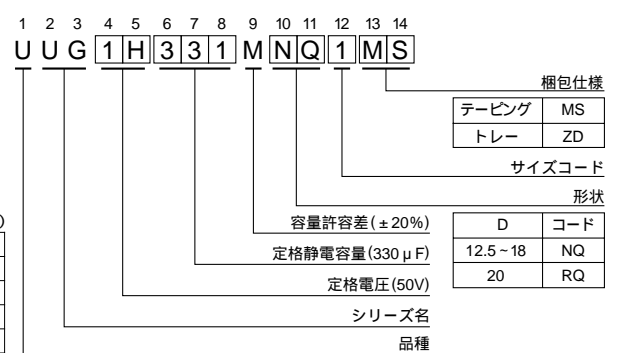 1 2 3 4 5 6 7 8 9 10 11 12 13 14
U U G 1 H 3 3 1 M N Q 1 M S
梱包仕様
テーピング MS
トレー ZD
サイズコード
形状
D コード
12.5~18 NQ
20 RQ
容量許容差(±20%)
定格静電容量(330μF)
定格電圧(50V)
シリーズ名
品種
)